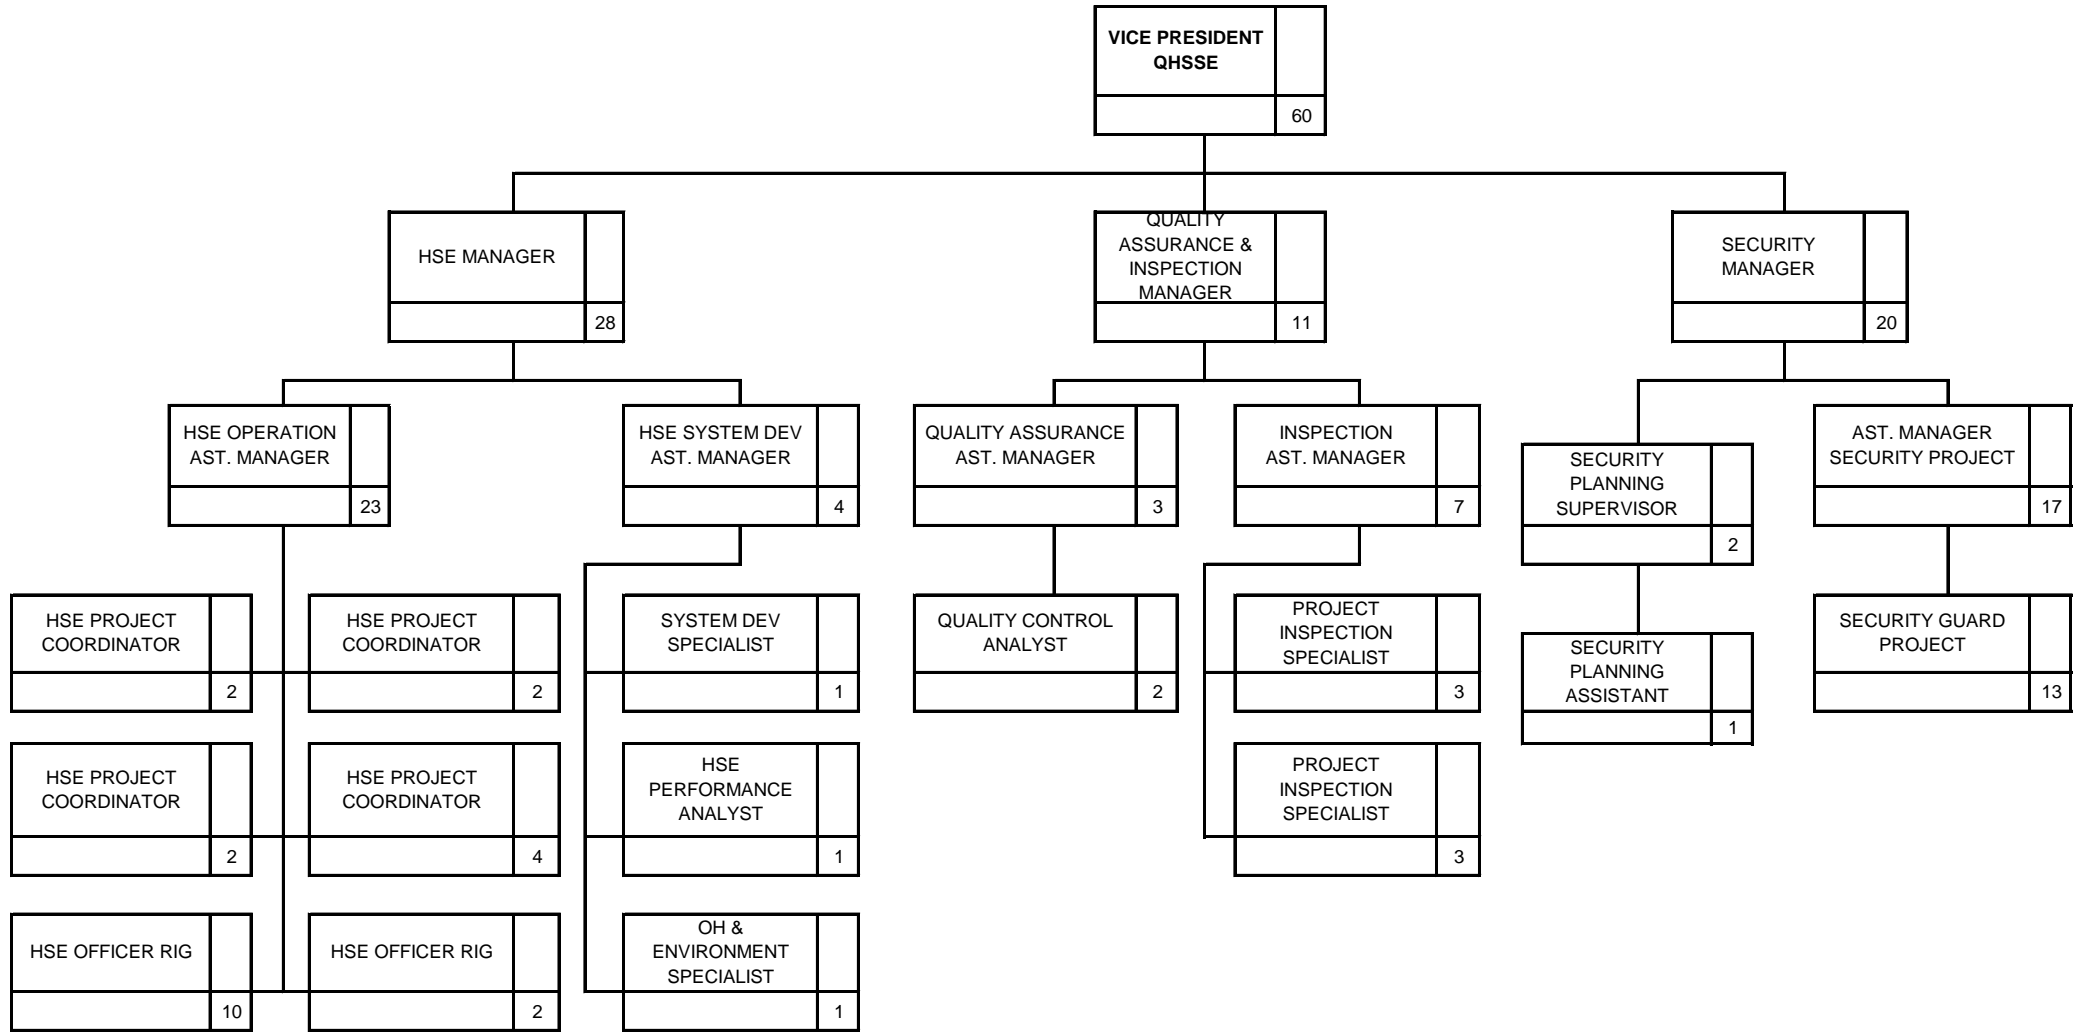 VICE PRESIDENT
QHSSE
60
HSE MANAGER
28
QUALITY
ASSURANCE &
INSPECTION
MANAGER
11
SECURITY
MANAGER
20
HSE OPERATION
AST. MANAGER
23
HSE SYSTEM DEV
AST. MANAGER
4
QUALITY ASSURANCE
AST. MANAGER
3
INSPECTION
AST. MANAGER
7
SECURITY
PLANNING
SUPERVISOR
2
AST. MANAGER
SECURITY PROJECT
17
HSE PROJECT
COORDINATOR
2
HSE PROJECT
COORDINATOR
2
SYSTEM DEV
SPECIALIST
1
QUALITY CONTROL
ANALYST
2
PROJECT
INSPECTION
SPECIALIST
3
SECURITY
PLANNING
ASSISTANT
1
SECURITY GUARD
PROJECT
13
HSE PROJECT
COORDINATOR
2
HSE PROJECT
COORDINATOR
4
HSE
PERFORMANCE
ANALYST
1
PROJECT
INSPECTION
SPECIALIST
3
HSE OFFICER RIG
10
HSE OFFICER RIG
2
OH &
ENVIRONMENT
SPECIALIST
1